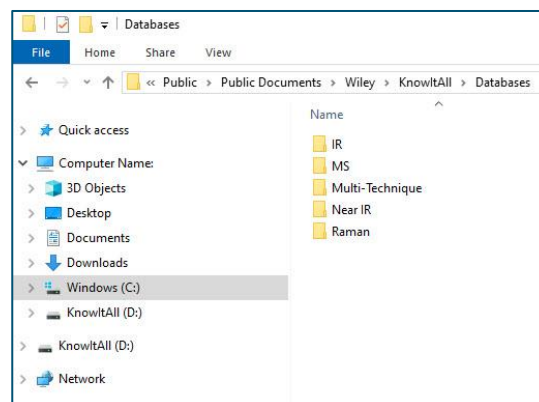 Databases
File Home Share View
« Public > Public Documents > Wiley > KnowItAll > Databases
Name
Quick access
IR
Computer Name:
MS
3D Objects
Multi-Technique
Desktop
Near IR
Documents
Raman
Downloads
Windows (C:)
KnowItAll (D:)
KnowItAll (D:)
Network